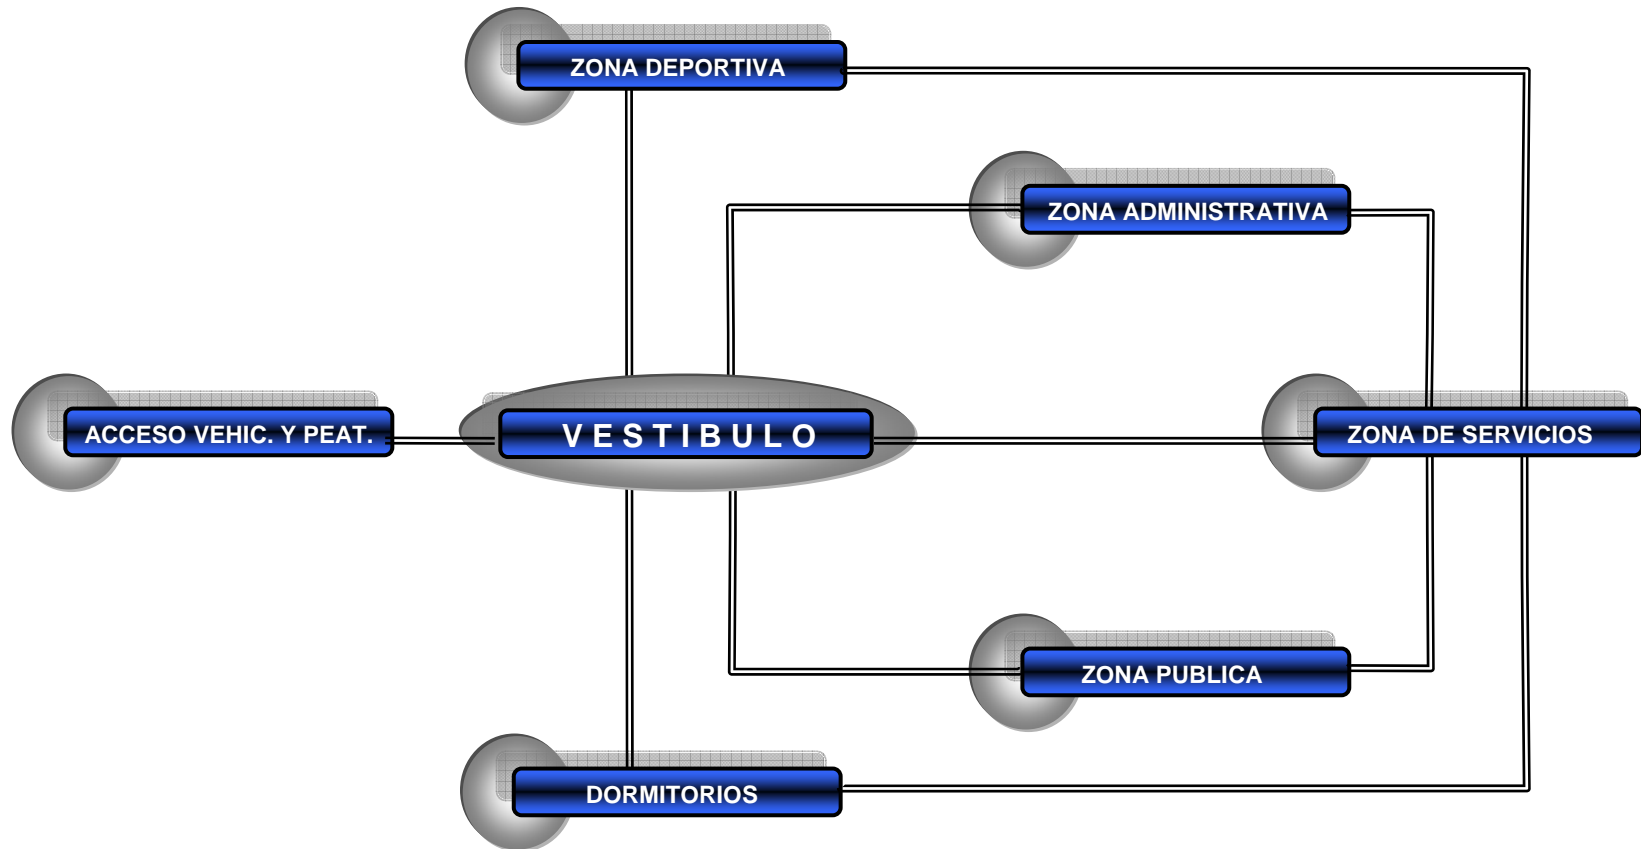 ZONA DEPORTIVA
ZONA ADMINISTRATIVA
ACCESO VEHIC. Y PEAT.
V E S T I B U L O
ZONA DE SERVICIOS
ZONA PUBLICA
DORMITORIOS